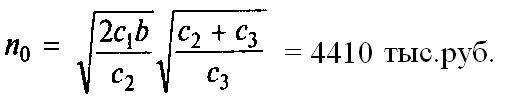 n₀ = √(2c₁b / c₂) √((c₂ + c₃) / c₃) = 4410 тыс.руб.